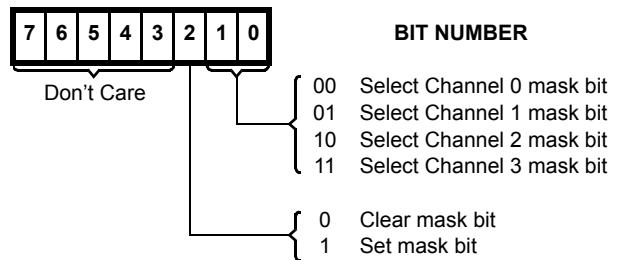 7 6 5 4 3 2 1 0 BIT NUMBER
Don't Care
00 Select Channel 0 mask bit
01 Select Channel 1 mask bit
10 Select Channel 2 mask bit
11 Select Channel 3 mask bit
0 Clear mask bit
1 Set mask bit